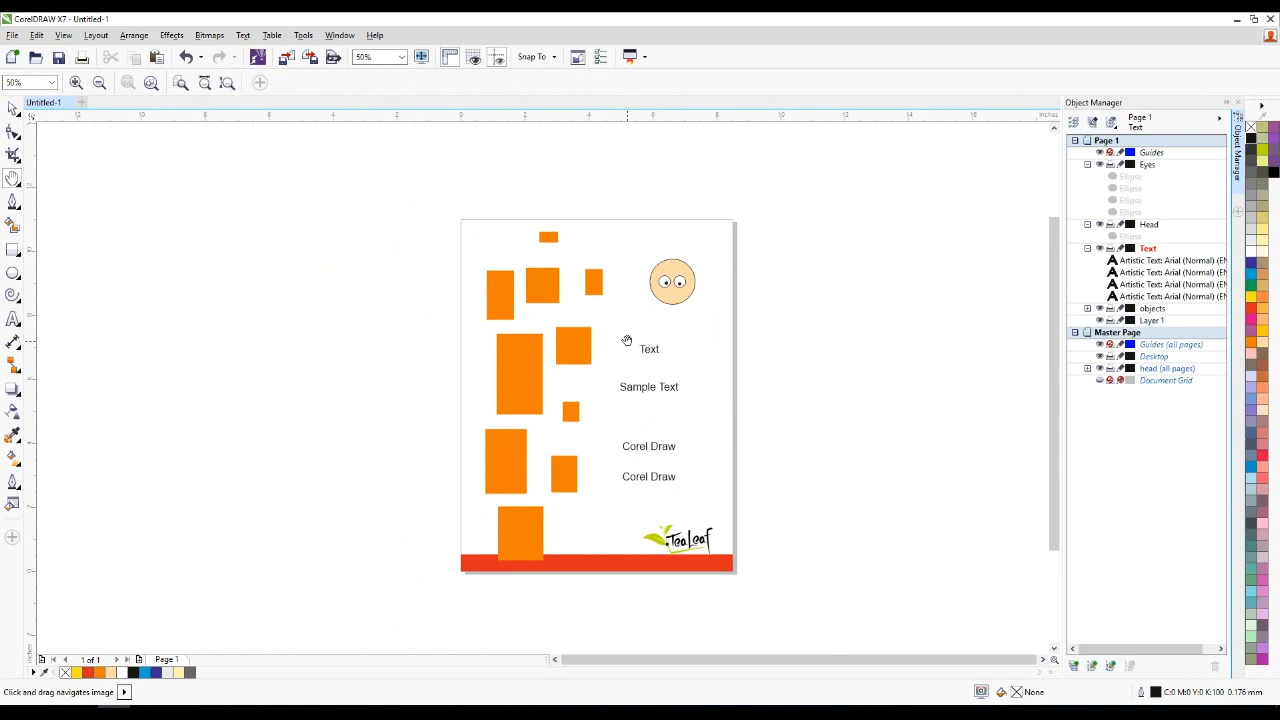 CorelDRAW X7 - Untitled-1
File Edit View Layout Arrange Effects Bitmaps Text Table Tools Window Help
50% Snap To
50%
Untitled-1
Object Manager
Page 1
Text
inches
Object Manager
Page 1
Guides
Eyes
Ellipse
Ellipse
Ellipse
Ellipse
Head
Ellipse
Text
Artistic Text: Arial (Normal) (EN
Artistic Text: Arial (Normal) (EN
Artistic Text: Arial (Normal) (EN
Artistic Text: Arial (Normal) (EN
objects
Layer 1
Master Page
Guides (all pages)
Desktop
head (all pages)
Document Grid
Text
Sample Text
Corel Draw
Corel Draw
TeaLeaf
1 of 1 Page 1
Click and drag navigates image
None
C:0 M:0 Y:0 K:100 0.176 mm